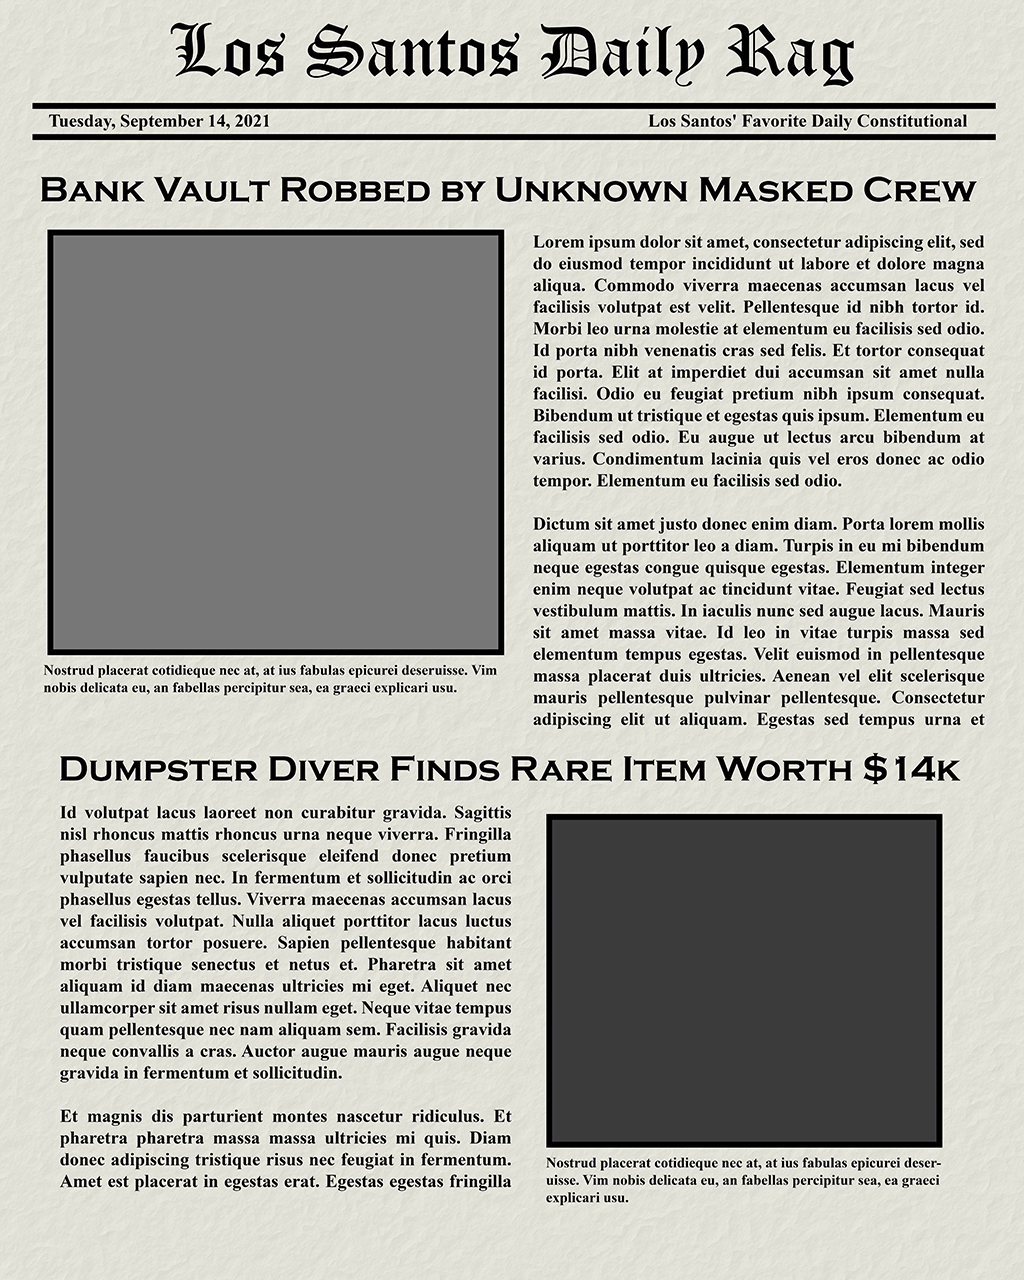 Los Santos Daily Rag
Tuesday, September 14, 2021
Los Santos' Favorite Daily Constitutional
Bank Vault Robbed by Unknown Masked Crew
Lorem ipsum dolor sit amet, consectetur adipiscing elit, sed
do eiusmod tempor incididunt ut labore et dolore magna
aliqua. Commodo viverra maecenas accumsan lacus vel
facilisis volutpat est velit. Pellentesque id nibh tortor id.
Morbi leo urna molestie at elementum eu facilisis sed odio.
Id porta nibh venenatis cras sed felis. Et tortor consequat
id porta. Elit at imperdiet dui accumsan sit amet nulla
facilisi. Odio eu feugiat pretium nibh ipsum consequat.
Bibendum ut tristique et egestas quis ipsum. Elementum eu
facilisis sed odio. Eu augue ut lectus arcu bibendum at
varius. Condimentum lacinia quis vel eros donec ac odio
tempor. Elementum eu facilisis sed odio.
Dictum sit amet justo donec enim diam. Porta lorem mollis
aliquam ut porttitor leo a diam. Turpis in eu mi bibendum
neque egestas congue quisque egestas. Elementum integer
enim neque volutpat ac tincidunt vitae. Feugiat sed lectus
vestibulum mattis. In iaculis nunc sed augue lacus. Mauris
sit amet massa vitae. Id leo in vitae turpis massa sed
elementum tempus egestas. Velit euismod in pellentesque
massa placerat duis ultricies. Aenean vel elit scelerisque
mauris pellentesque pulvinar pellentesque. Consectetur
adipiscing elit ut aliquam. Egestas sed tempus urna et
Nostrud placerat cotidieque nec at, at ius fabulas epicurei deseruisse. Vim
nobis delicata eu, an fabellas percipitur sea, ea graeci explicari usu.
Dumpster Diver Finds Rare Item Worth $14k
Id volutpat lacus laoreet non curabitur gravida. Sagittis
nisl rhoncus mattis rhoncus urna neque viverra. Fringilla
phasellus faucibus scelerisque eleifend donec pretium
vulputate sapien nec. In fermentum et sollicitudin ac orci
phasellus egestas tellus. Viverra maecenas accumsan lacus
vel facilisis volutpat. Nulla aliquet porttitor lacus luctus
accumsan tortor posuere. Sapien pellentesque habitant
morbi tristique senectus et netus et. Pharetra sit amet
aliquam id diam maecenas ultricies mi eget. Aliquet nec
ullamcorper sit amet risus nullam eget. Neque vitae tempus
quam pellentesque nec nam aliquam sem. Facilisis gravida
neque convallis a cras. Auctor augue mauris augue neque
gravida in fermentum et sollicitudin.
Et magnis dis parturient montes nascetur ridiculus. Et
pharetra pharetra massa massa ultricies mi quis. Diam
donec adipiscing tristique risus nec feugiat in fermentum.
Amet est placerat in egestas erat. Egestas egestas fringilla
Nostrud placerat cotidieque nec at, at ius fabulas epicurei deser-
uisse. Vim nobis delicata eu, an fabellas percipitur sea, ea graeci
explicari usu.